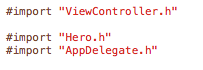 #import "ViewController.h"
#import "Hero.h"
#import "AppDelegate.h"